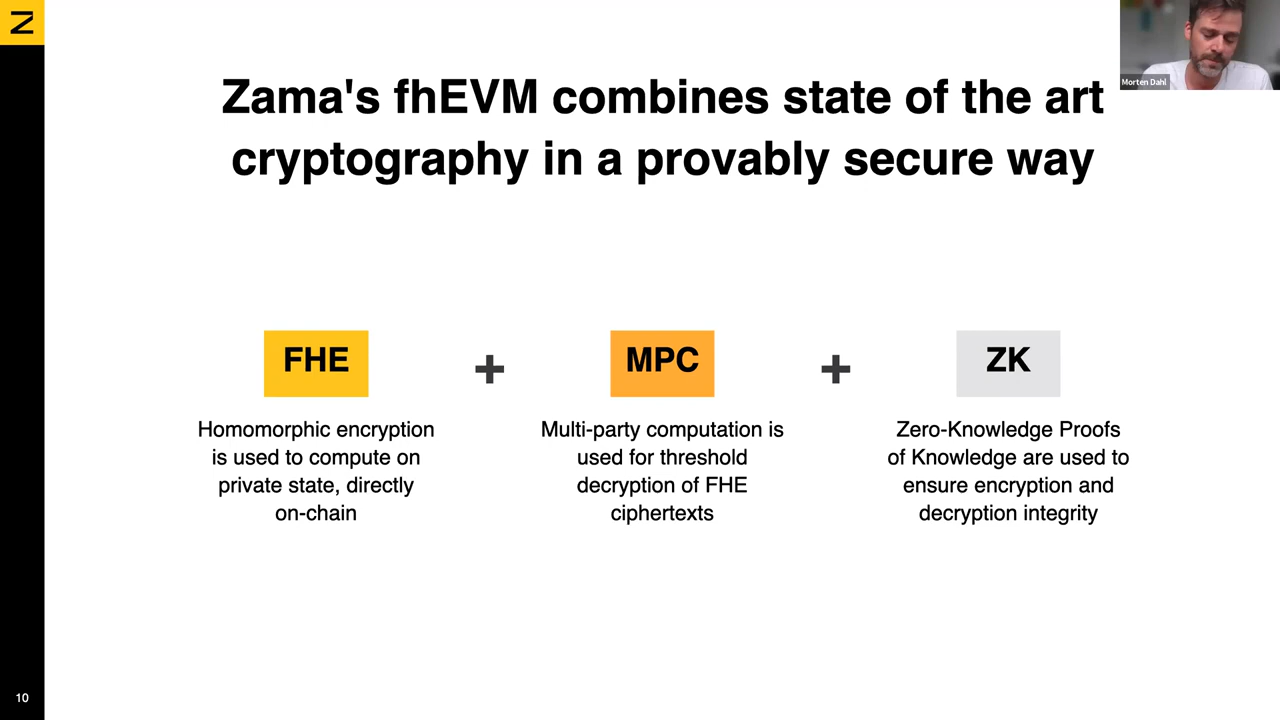 Zama's fhEVM combines state of the art
cryptography in a provably secure way
Morten Dahl
FHE
+
MPC
+
ZK
Homomorphic encryption
is used to compute on
private state, directly
on-chain
Multi-party computation is
used for threshold
decryption of FHE
ciphertexts
Zero-Knowledge Proofs
of Knowledge are used to
ensure encryption and
decryption integrity
10